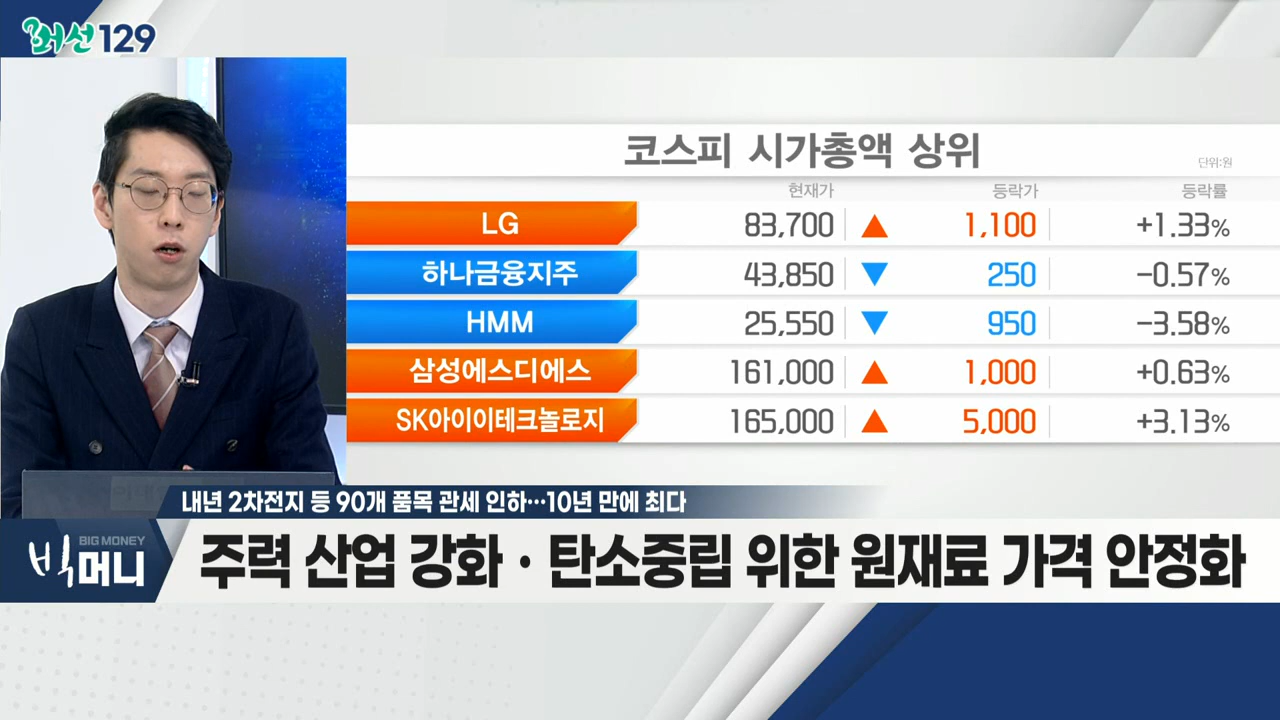 머선129
코스피 시가총액 상위
단위:원
현재가 등락가 등락률
LG 83,700 ▲ 1,100 +1.33%
하나금융지주 43,850 ▼ 250 -0.57%
HMM 25,550 ▼ 950 -3.58%
삼성에스디에스 161,000 ▲ 1,000 +0.63%
SK아이이테크놀로지 165,000 ▲ 5,000 +3.13%
내년 2차전지 등 90개 품목 관세 인하…10년 만에 최다
BIG MONEY
빅머니
주력 산업 강화·탄소중립 위한 원재료 가격 안정화